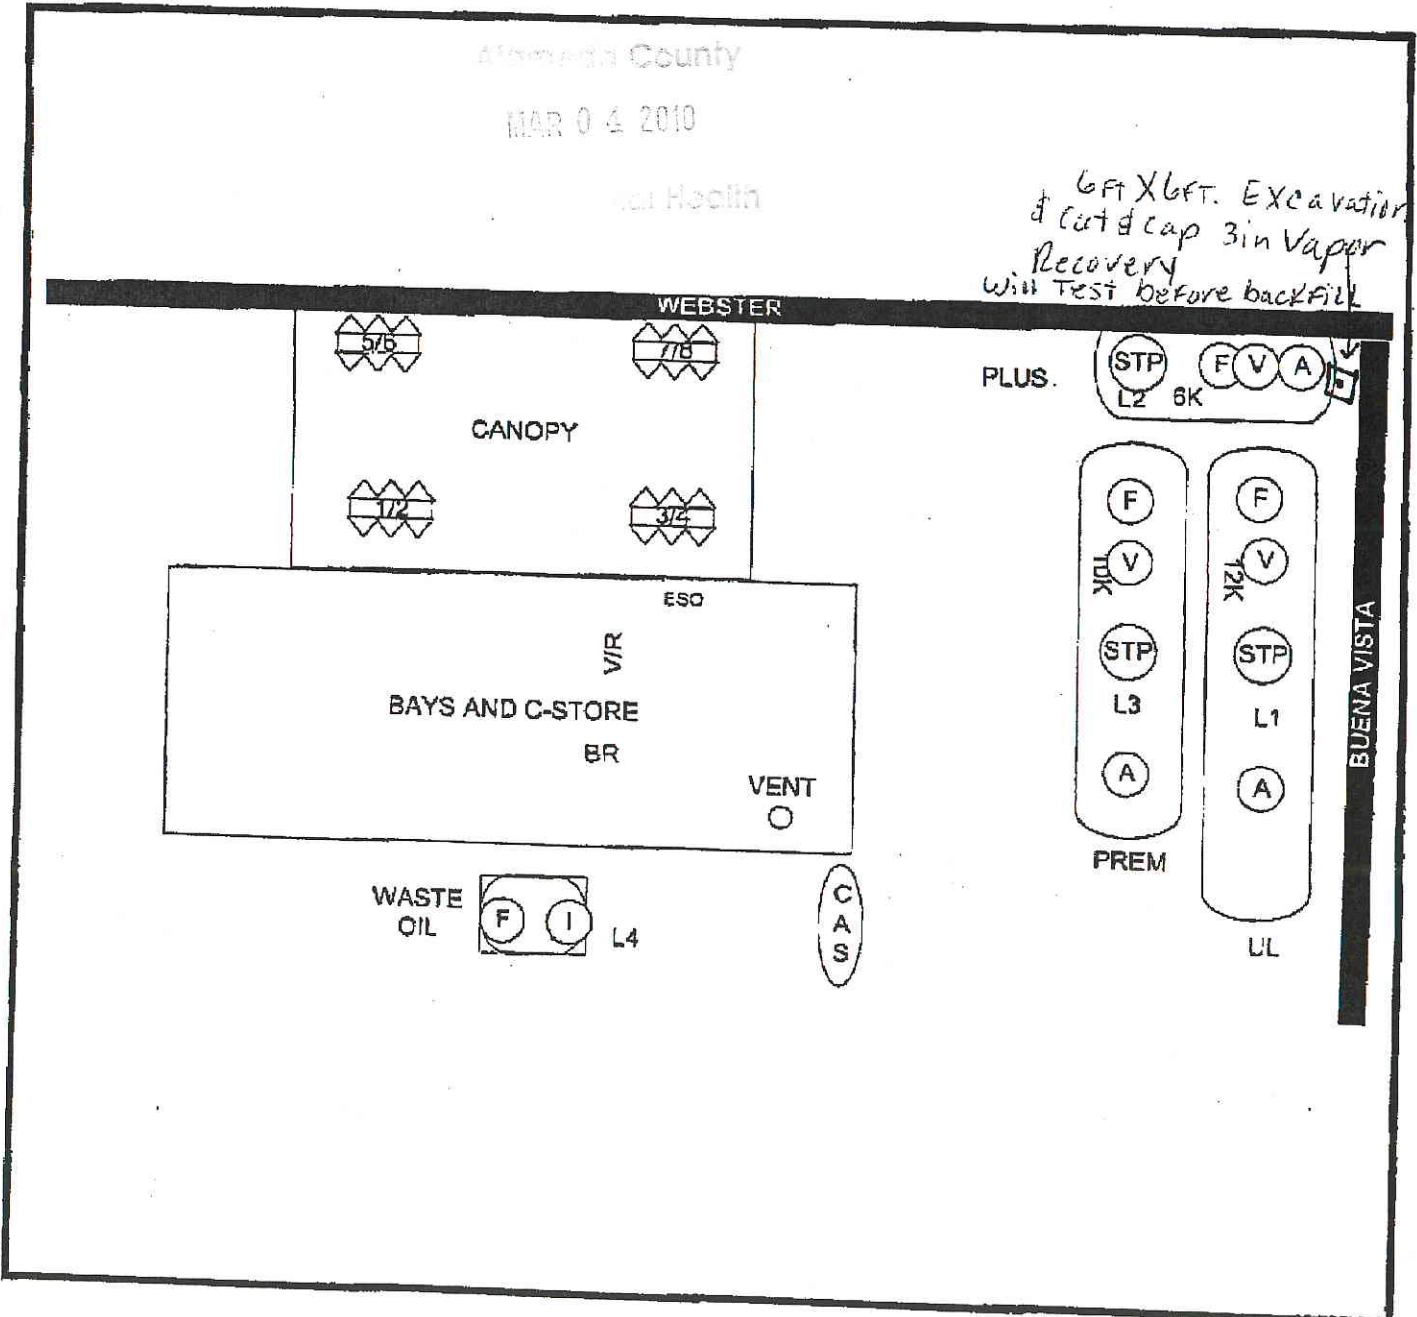 Alameda County
MAR 04 2010
Health
6FT X 6FT. Excavation
& Cut & Cap 3in Vapor
Recovery
Will Test before backfill
WEBSTER
5/6
7/8
PLUS.
STP
F
V
A
L2
6K
CANOPY
1/2
3/4
F
V
10K
STP
L3
A
PREM
F
V
12K
STP
L1
A
UL
BUENA VISTA
ESO
V/R
BAYS AND C-STORE
BR
VENT
WASTE
OIL
F
I
L4
CAS